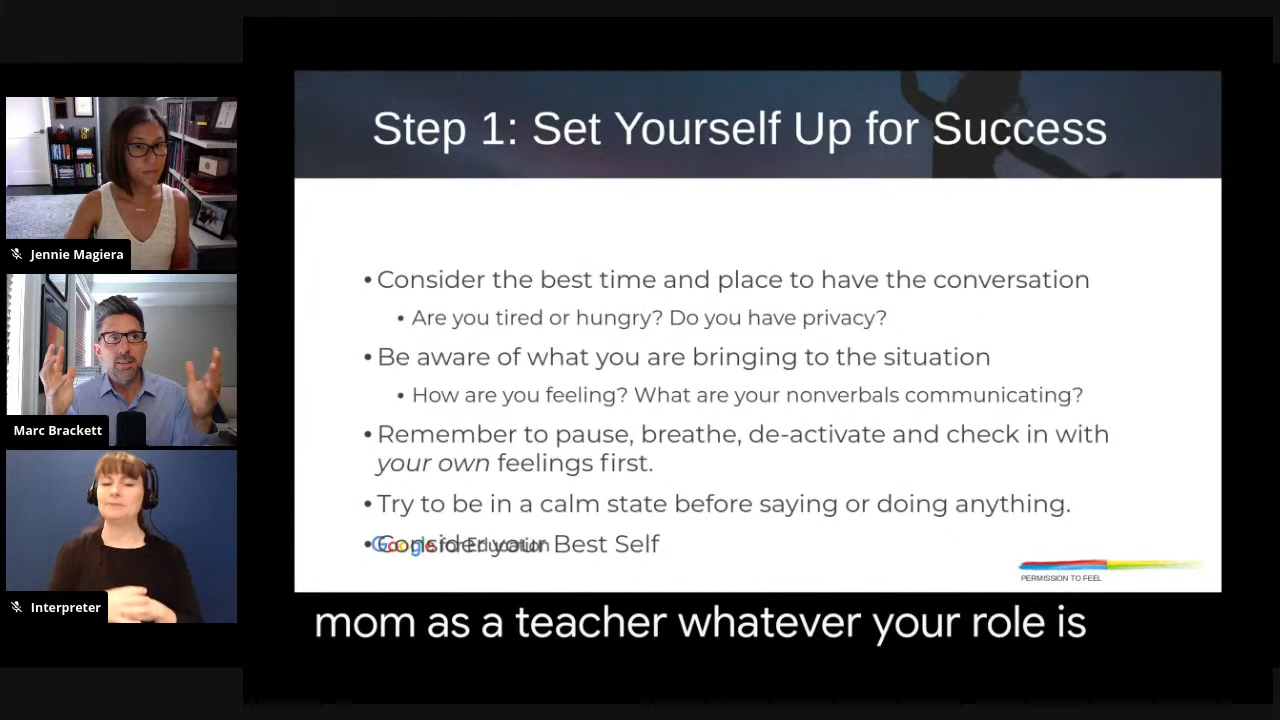 Step 1: Set Yourself Up for Success
• Consider the best time and place to have the conversation
• Are you tired or hungry? Do you have privacy?
• Be aware of what you are bringing to the situation
• How are you feeling? What are your nonverbals communicating?
• Remember to pause, breathe, de-activate and check in with
your own feelings first.
• Try to be in a calm state before saying or doing anything.
• Consider your Best Self
Google for Education
PERMISSION TO FEEL
mom as a teacher whatever your role is
Jennie Magiera
Marc Brackett
Interpreter